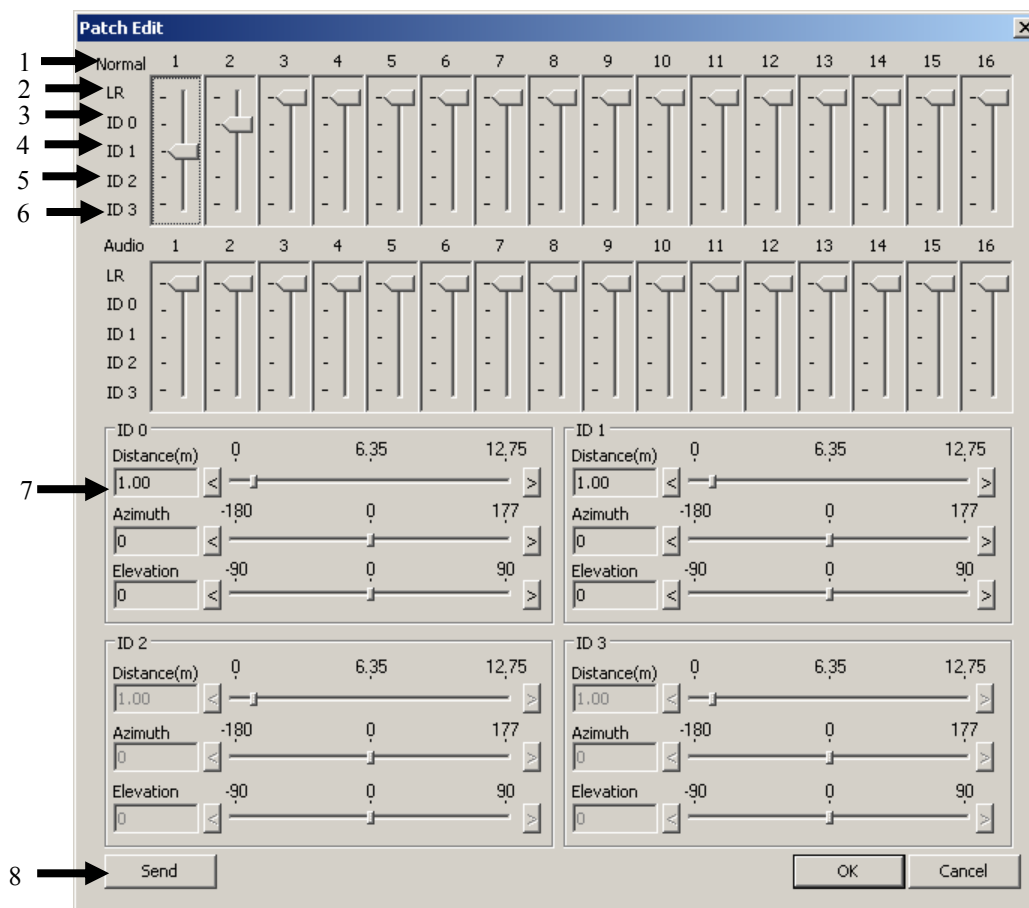 Patch Edit
1 Normal 1 2 3 4 5 6 7 8 9 10 11 12 13 14 15 16
2 LR
3 ID 0
4 ID 1
5 ID 2
6 ID 3
Audio 1 2 3 4 5 6 7 8 9 10 11 12 13 14 15 16
LR
ID 0
ID 1
ID 2
ID 3
ID 0
Distance(m) 0 6.35 12.75
7 1.00 < >
Azimuth -180 0 177
0 < >
Elevation -90 0 90
0 < >
ID 1
Distance(m) 0 6.35 12.75
1.00 < >
Azimuth -180 0 177
0 < >
Elevation -90 0 90
0 < >
ID 2
Distance(m) 0 6.35 12.75
1.00 < >
Azimuth -180 0 177
0 < >
Elevation -90 0 90
0 < >
ID 3
Distance(m) 0 6.35 12.75
1.00 < >
Azimuth -180 0 177
0 < >
Elevation -90 0 90
0 < >
8 Send OK Cancel